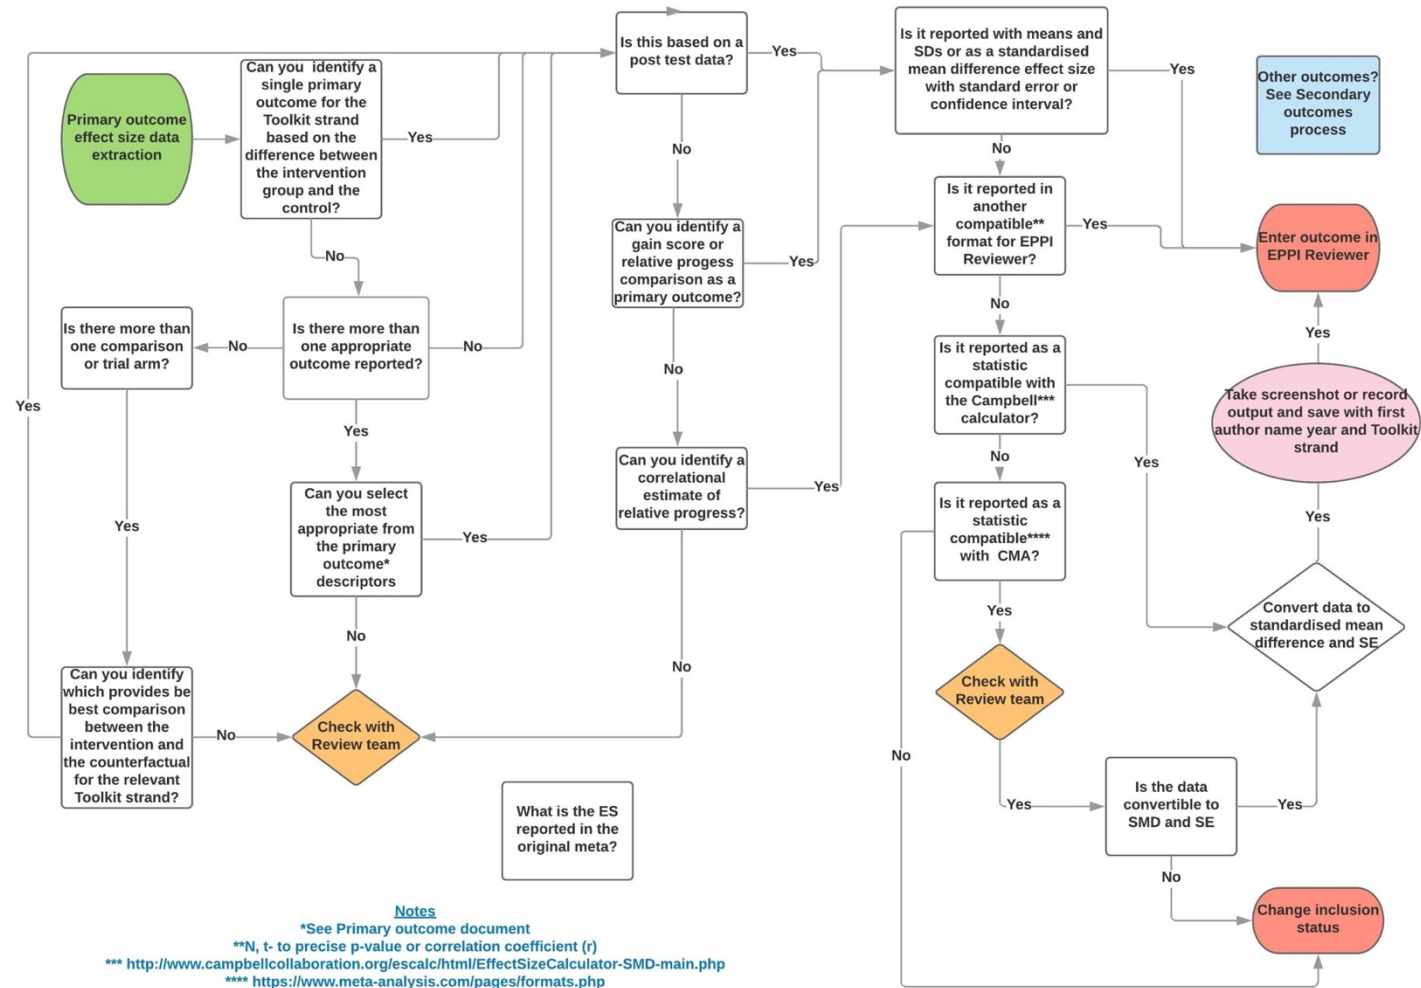 Primary outcome
effect size data
extraction
Can you  identify a
single primary
outcome for the
Toolkit strand
based on the
difference between
the intervention
group and the
control?
Yes
No
Is there more than
one appropriate
outcome reported?
No
No
Is there more than
one comparison
or trial arm?
Yes
Yes
Yes
Can you select
the most
appropriate from
the primary
outcome*
descriptors
Yes
No
Can you identify
which provides be
best comparison
between the
intervention and
the counterfactual
for the relevant
Toolkit strand?
No
Check with
Review team
Is this based on a
post test data?
Yes
No
Can you identify a
gain score or
relative progess
comparison as a
primary outcome?
Yes
No
Can you identify a
correlational
estimate of
relative progress?
Yes
No
What is the ES
reported in the
original meta?
Is it reported with means and
SDs or as a standardised
mean difference effect size
with standard error or
confidence interval?
Yes
No
Is it reported in
another
compatible**
format for EPPI
Reviewer?
Yes
No
Is it reported as a
statistic
compatible with
the Campbell***
calculator?
Yes
No
Is it reported as a
statistic
compatible****
with  CMA?
Yes
No
Check with
Review team
Yes
Is the data
convertible to
SMD and SE
Yes
No
Other outcomes?
See Secondary
outcomes
process
Enter outcome in
EPPI Reviewer
Yes
Take screenshot or record
output and save with first
author name year and Toolkit
strand
Yes
Convert data to
standardised mean
difference and SE
Change inclusion
status
Notes
*See Primary outcome document
**N, t- to precise p-value or correlation coefficient (r)
*** http://www.campbellcollaboration.org/escalc/html/EffectSizeCalculator-SMD-main.php
**** https://www.meta-analysis.com/pages/formats.php